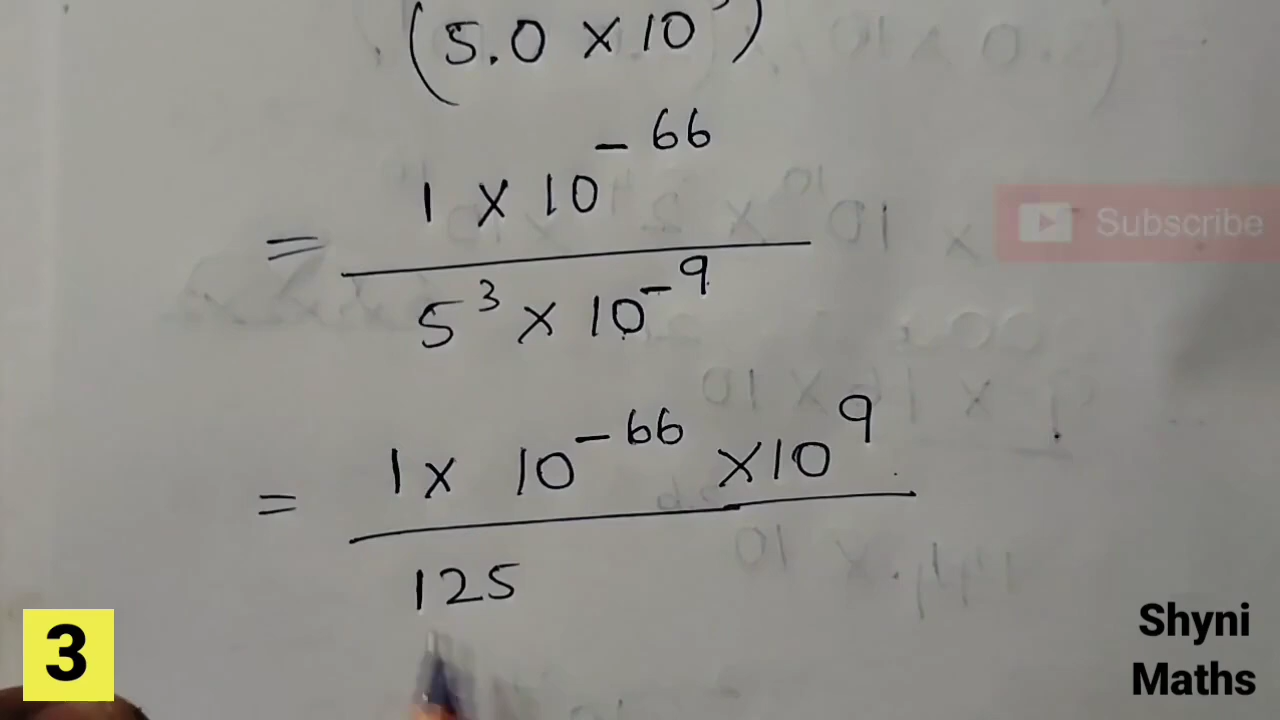 (5.0 × 10 )
1 × 10⁻⁶⁶
=
5³ × 10⁻⁹
1 × 10⁻⁶⁶ × 10⁹
=
125
Subscribe
3
Shyni
Maths